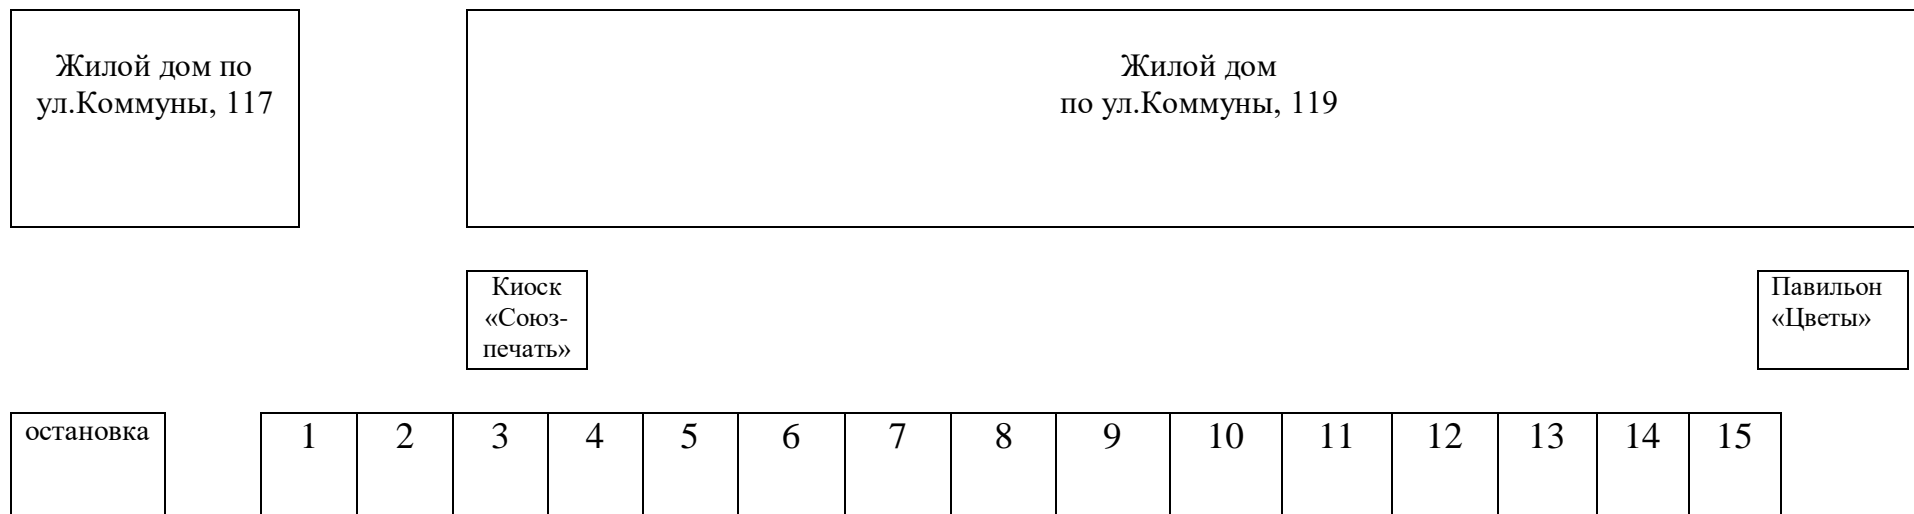 Жилой дом по
ул.Коммуны, 117
Жилой дом
по ул.Коммуны, 119
Киоск
«Союз-
печать»
Павильон
«Цветы»
остановка
1 2 3 4 5 6 7 8 9 10 11 12 13 14 15